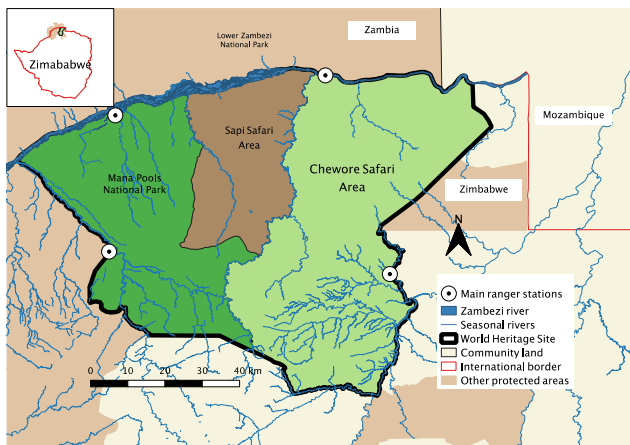 Lower Zambezi
National Park
Zambia
Zimababwe
Mozambique
Sapi Safari
Area
Mana Pools
National Park
Chewore Safari
Area
Zimbabwe
N
Main ranger stations
Zambezi river
Seasonal rivers
World Heritage Site
Community land
International border
Other protected areas
0 10 20 30 40 km